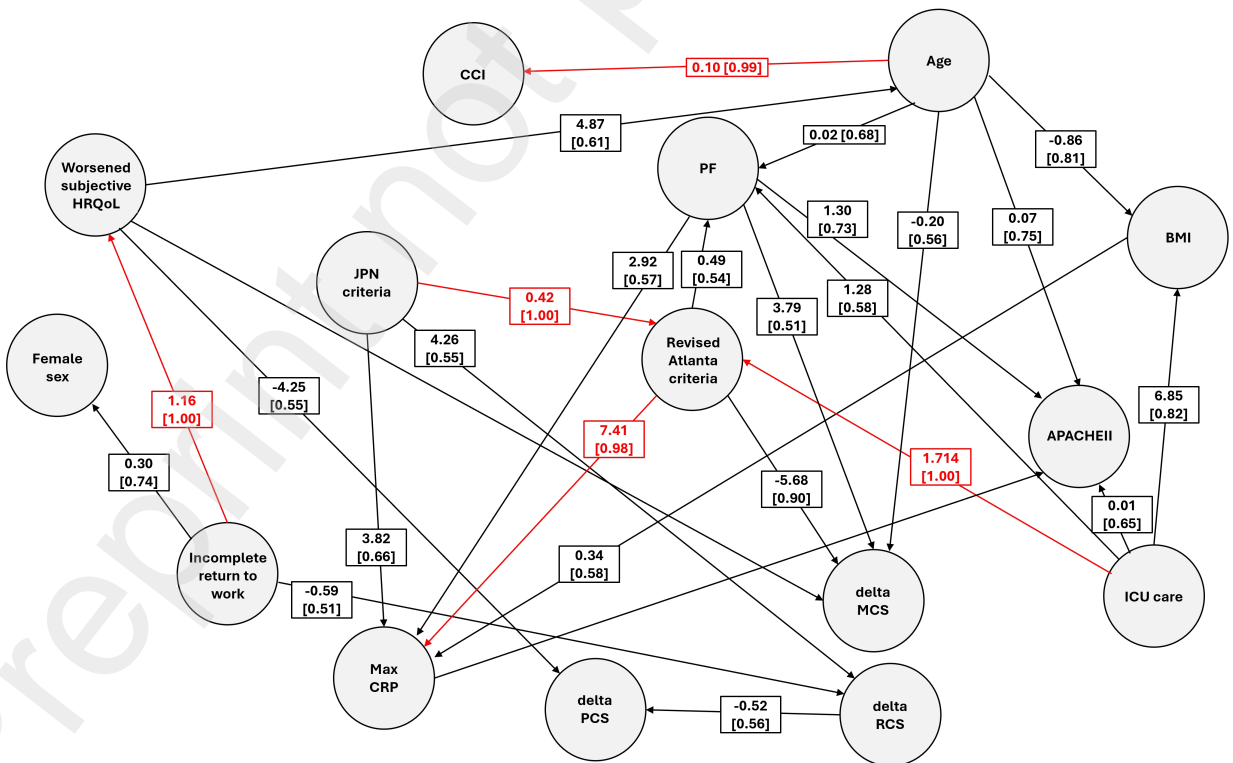 CCI
Age
0.10 [0.99]
4.87
[0.61]
0.02 [0.68]
-0.86
[0.81]
Worsened
subjective
HRQoL
PF
1.30
[0.73]
-0.20
[0.56]
0.07
[0.75]
BMI
JPN
criteria
2.92
[0.57]
0.49
[0.54]
1.28
[0.58]
0.42
[1.00]
3.79
[0.51]
4.26
[0.55]
Revised
Atlanta
criteria
Female
sex
-4.25
[0.55]
1.16
[1.00]
6.85
[0.82]
7.41
[0.98]
APACHEII
0.30
[0.74]
1.714
[1.00]
-5.68
[0.90]
0.01
[0.65]
3.82
[0.66]
0.34
[0.58]
Incomplete
return to
work
-0.59
[0.51]
delta
MCS
ICU care
Max
CRP
delta
PCS
-0.52
[0.56]
delta
RCS
preprint not p